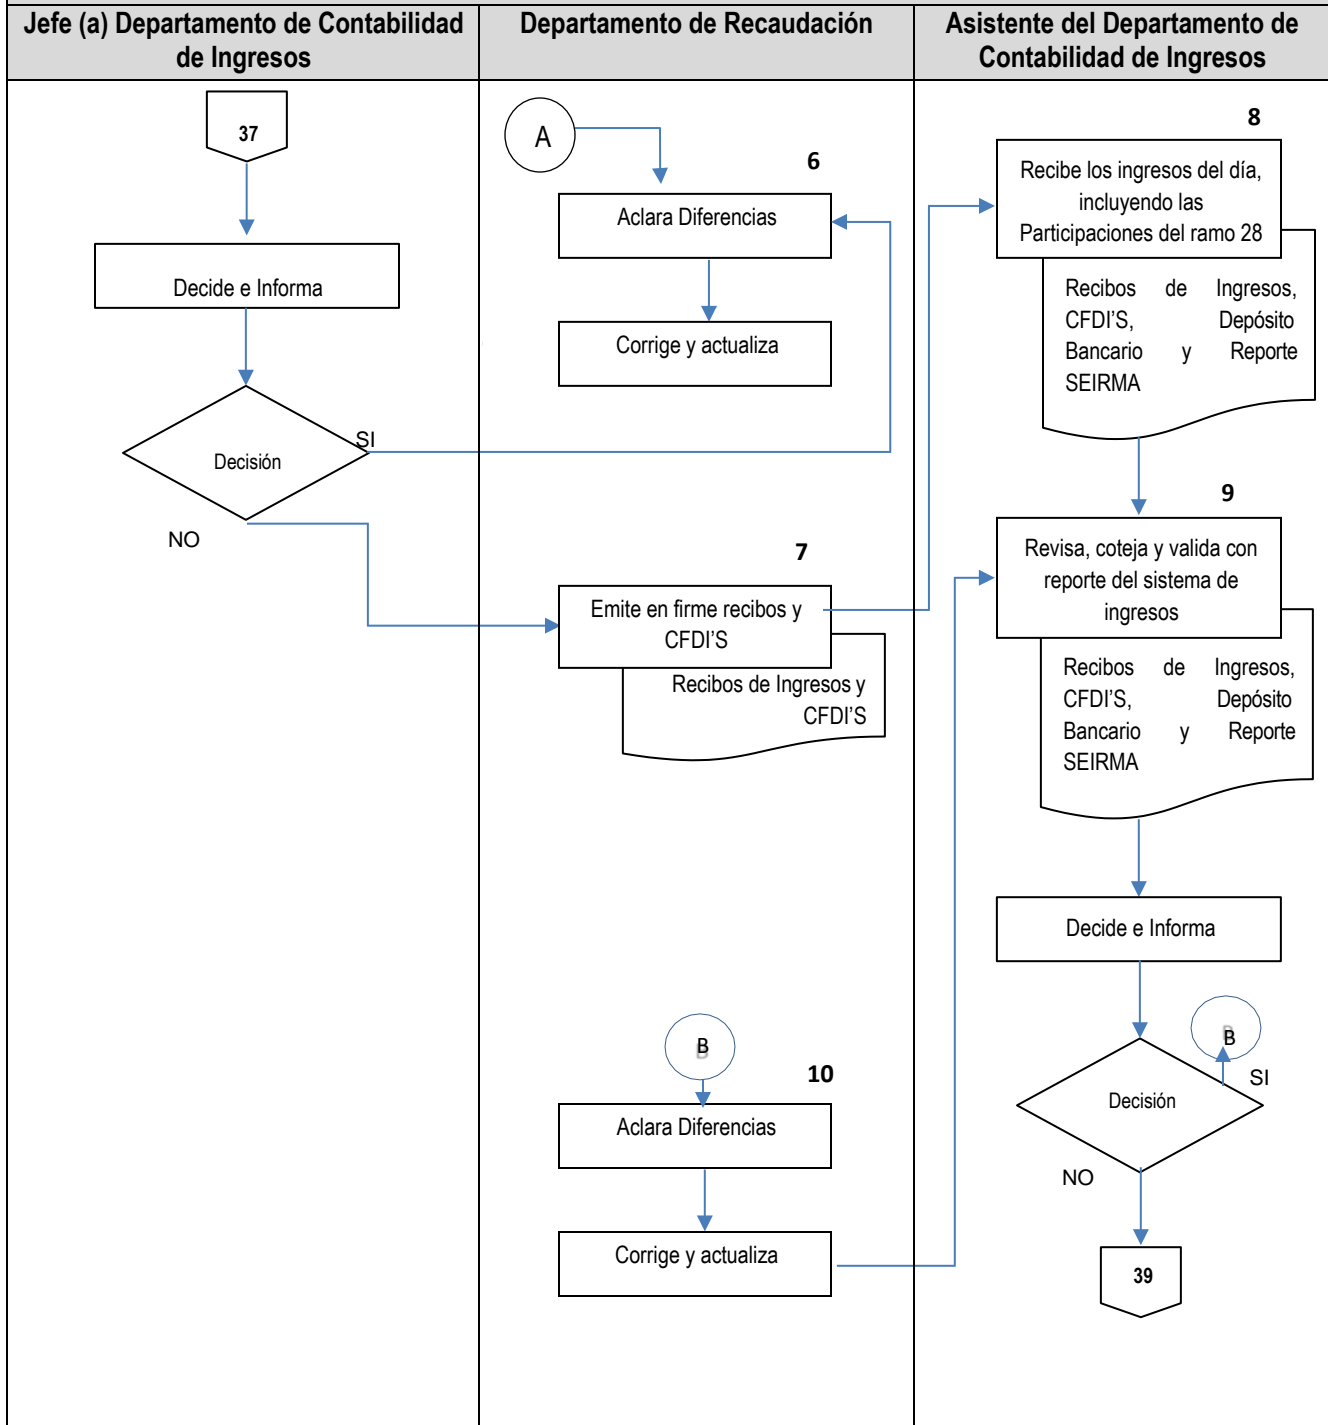 Jefe (a) Departamento de Contabilidad
de Ingresos
Departamento de Recaudación
Asistente del Departamento de
Contabilidad de Ingresos
37
Decide e Informa
Decisión
SI
NO
A
6
Aclara Diferencias
Corrige y actualiza
7
Emite en firme recibos y
CFDI'S
Recibos de Ingresos y
CFDI'S
B
10
Aclara Diferencias
Corrige y actualiza
8
Recibe los ingresos del día,
incluyendo las
Participaciones del ramo 28
Recibos de Ingresos,
CFDI'S, Depósito
Bancario y Reporte
SEIRMA
9
Revisa, coteja y valida con
reporte del sistema de
ingresos
Recibos de Ingresos,
CFDI'S, Depósito
Bancario y Reporte
SEIRMA
Decide e Informa
B
SI
Decisión
NO
39